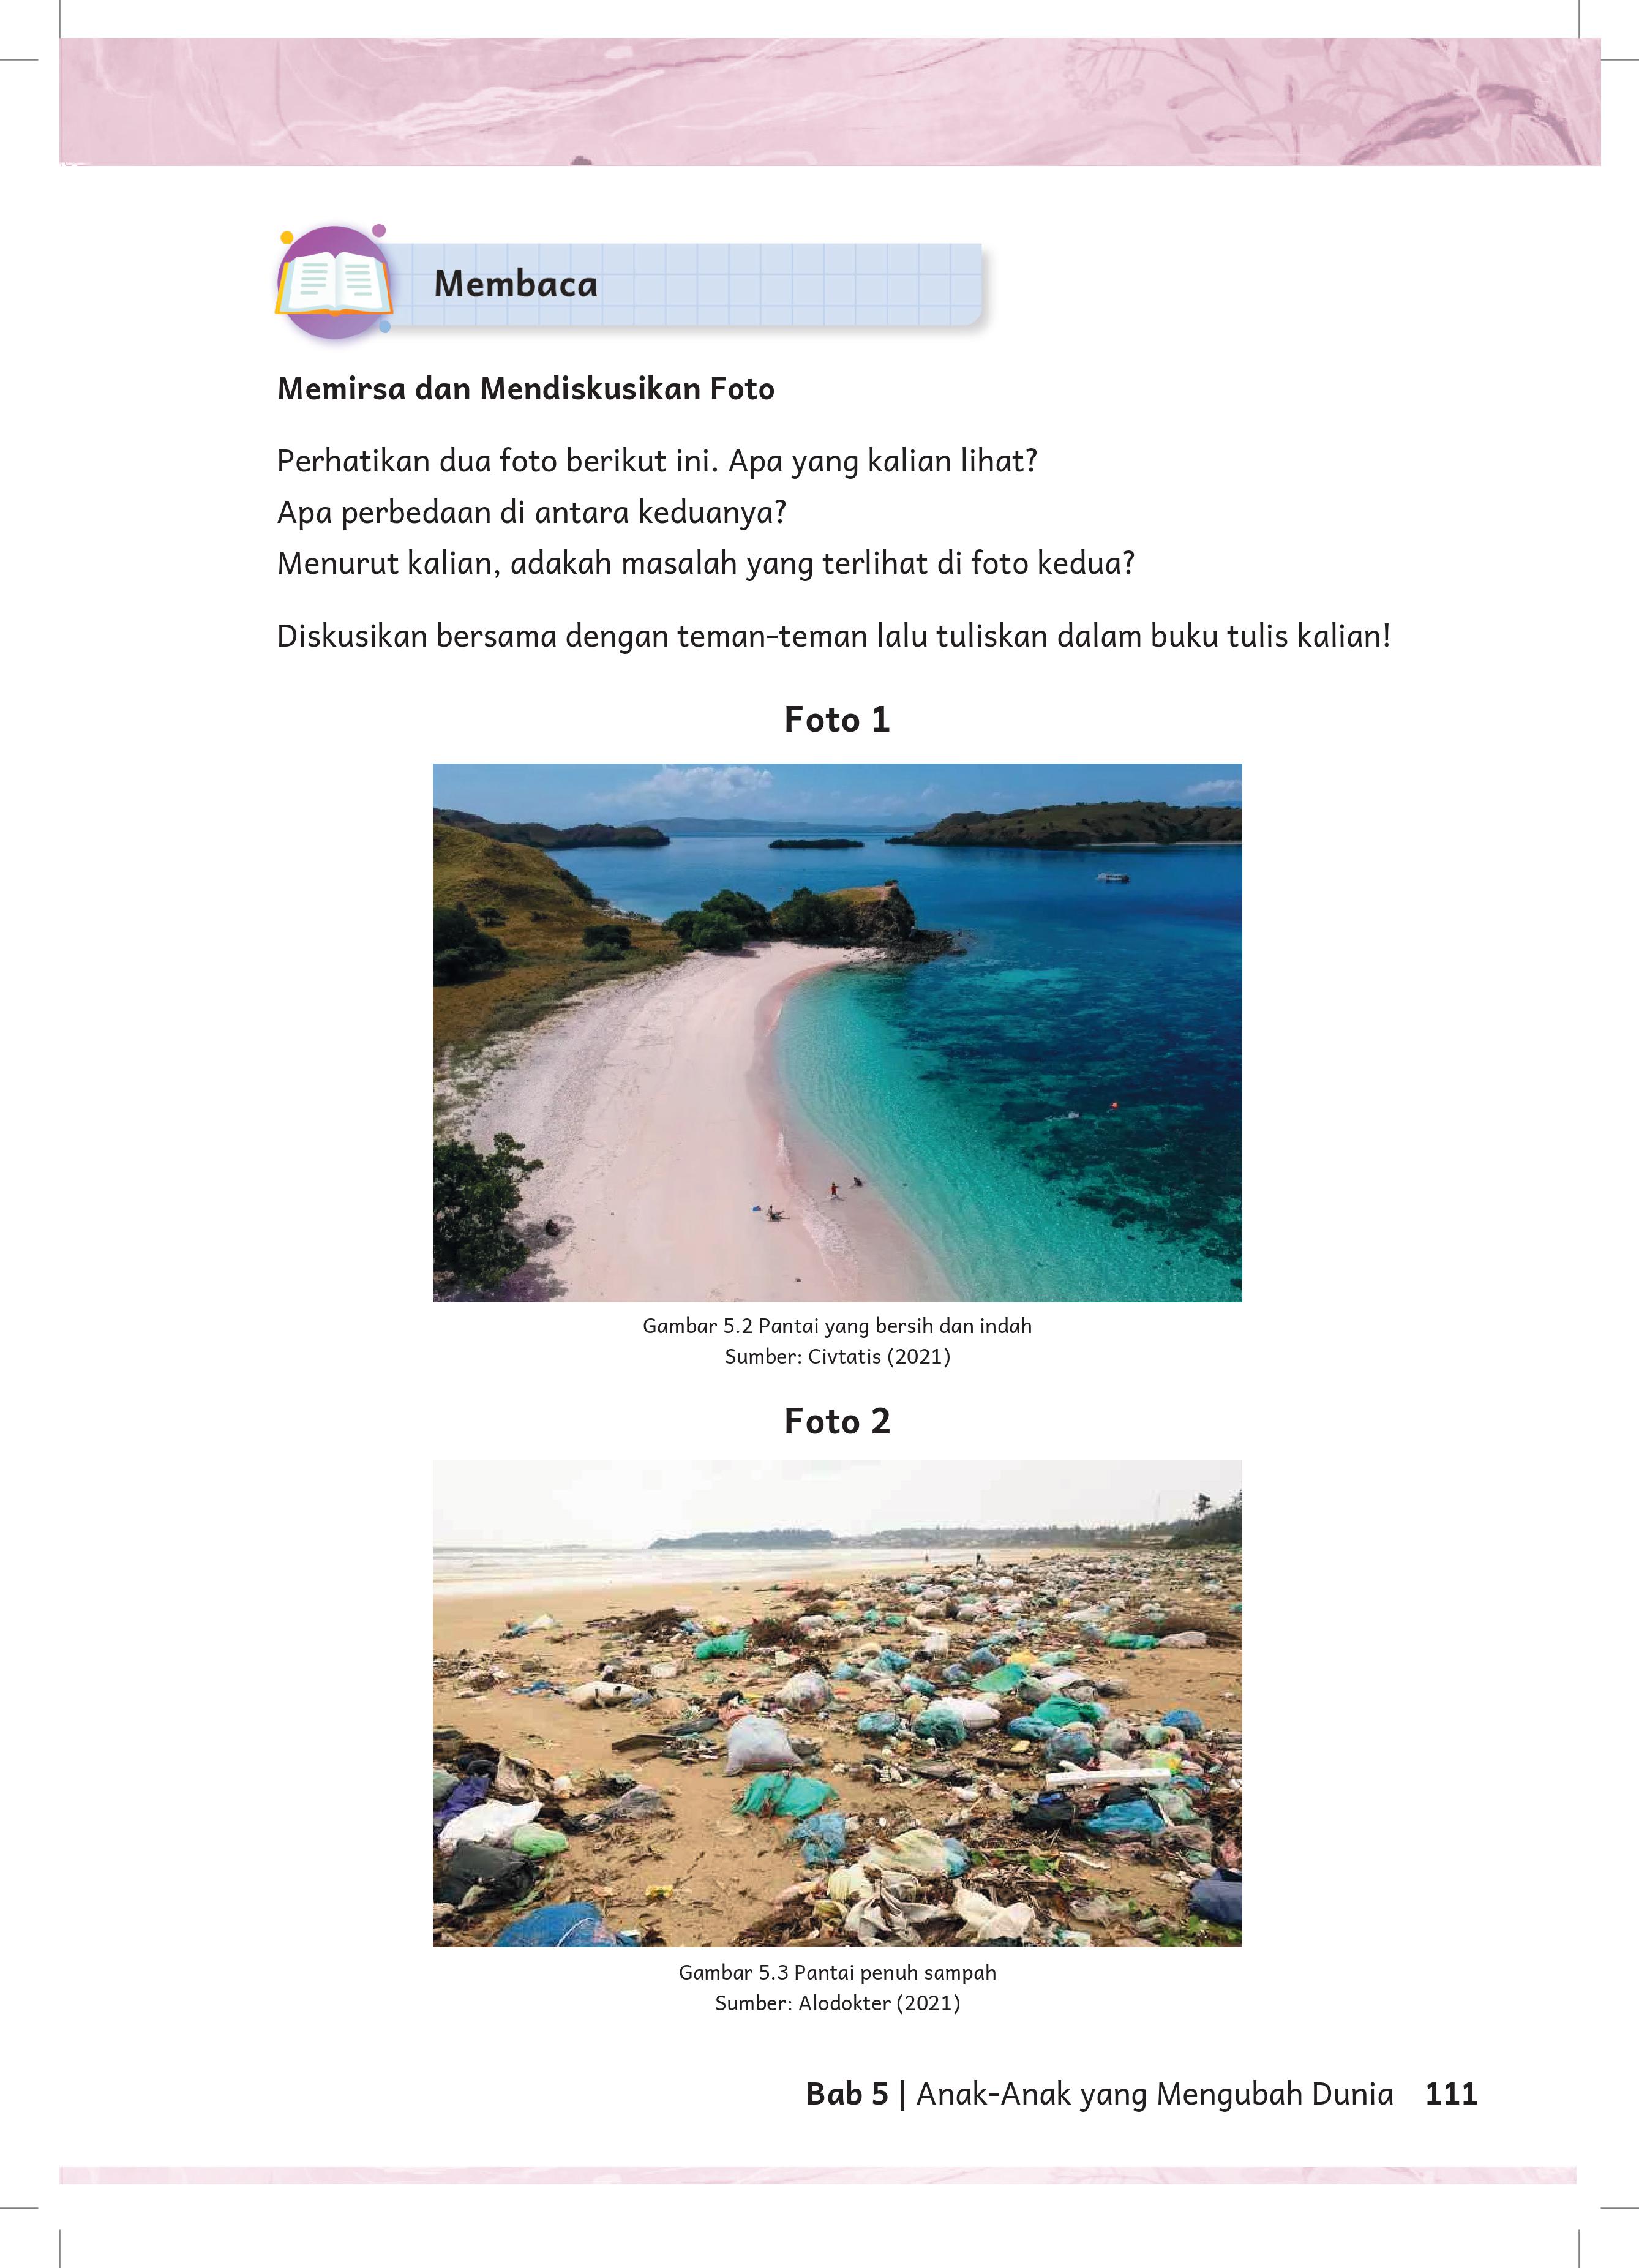 Membaca
Memirsa dan Mendiskusikan Foto
Perhatikan dua foto berikut ini. Apa yang kalian lihat?
Apa perbedaan di antara keduanya?
Menurut kalian, adakah masalah yang terlihat di foto kedua?
Diskusikan bersama dengan teman-teman lalu tuliskan dalam buku tulis kalian!
Foto 1
Gambar 5.2 Pantai yang bersih dan indah
Sumber: Civtatis (2021)
Foto 2
Gambar 5.3 Pantai penuh sampah
Sumber: Alodokter (2021)
Bab 5 | Anak-Anak yang Mengubah Dunia 111